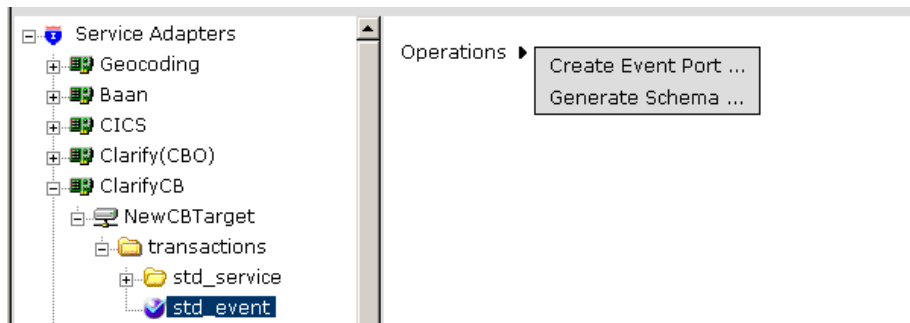 Service Adapters
Geocoding
Baan
CICS
Clarify(CBO)
ClarifyCB
NewCBTarget
transactions
std_service
std_event
Operations
Create Event Port ...
Generate Schema ...